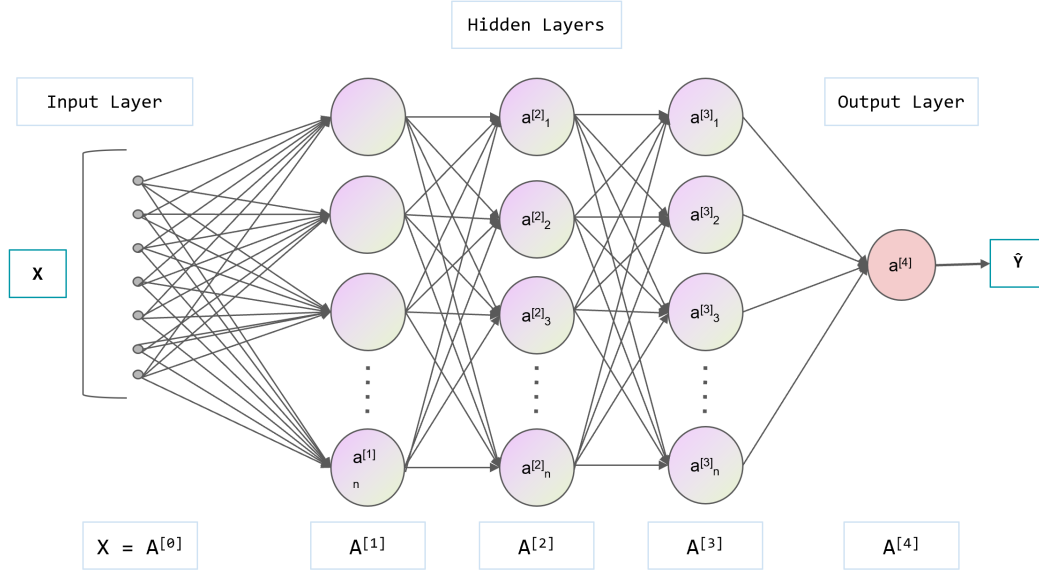 Hidden Layers
Input Layer
Output Layer
X
a[2]1
a[3]1
a[2]2
a[3]2
a[2]3
a[3]3
a[4]
Ŷ
a[1]
n
a[2]n
a[3]n
X = A[0]
A[1]
A[2]
A[3]
A[4]